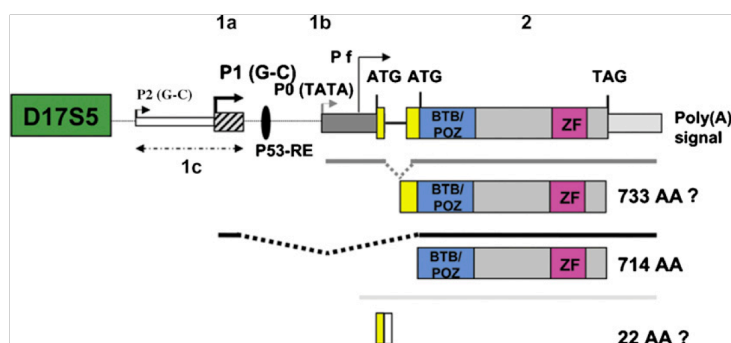 1a 1b 2
P f
P1 (G-C)
P2 (G-C) P0 (TATA) ATG ATG TAG
D17S5
BTB/
POZ
ZF
Poly(A)
signal
1c
P53-RE
BTB/
POZ
ZF
733 AA ?
BTB/
POZ
ZF
714 AA
22 AA ?